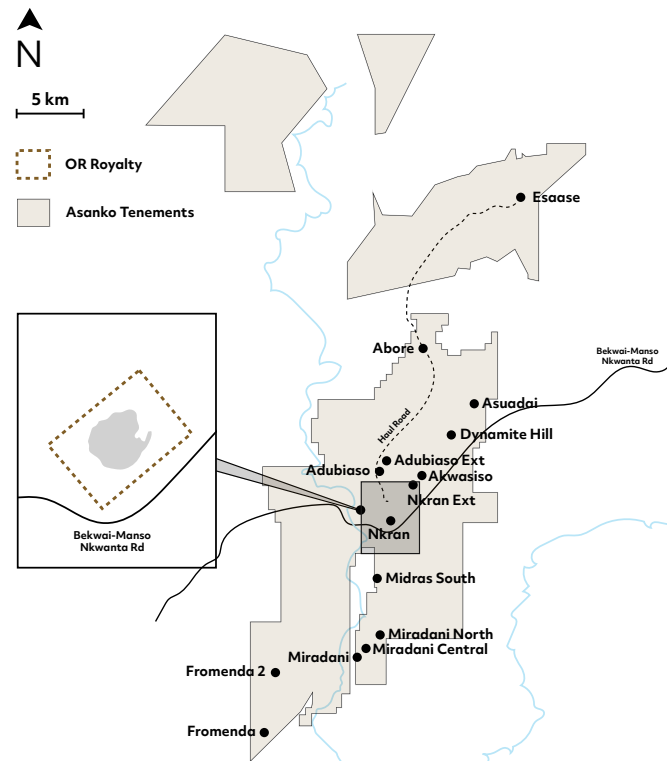 N
5 km
OR Royalty
Asanko Tenements
Esaase
Abore
Bekwai-Manso
Nkwanta Rd
Asuadai
Haul Road
Dynamite Hill
Adubiaso Ext
Adubiaso
Akwasiso
Nkran Ext
Nkran
Bekwai-Manso
Nkwanta Rd
Midras South
Miradani North
Miradani Central
Miradani
Fromenda 2
Fromenda